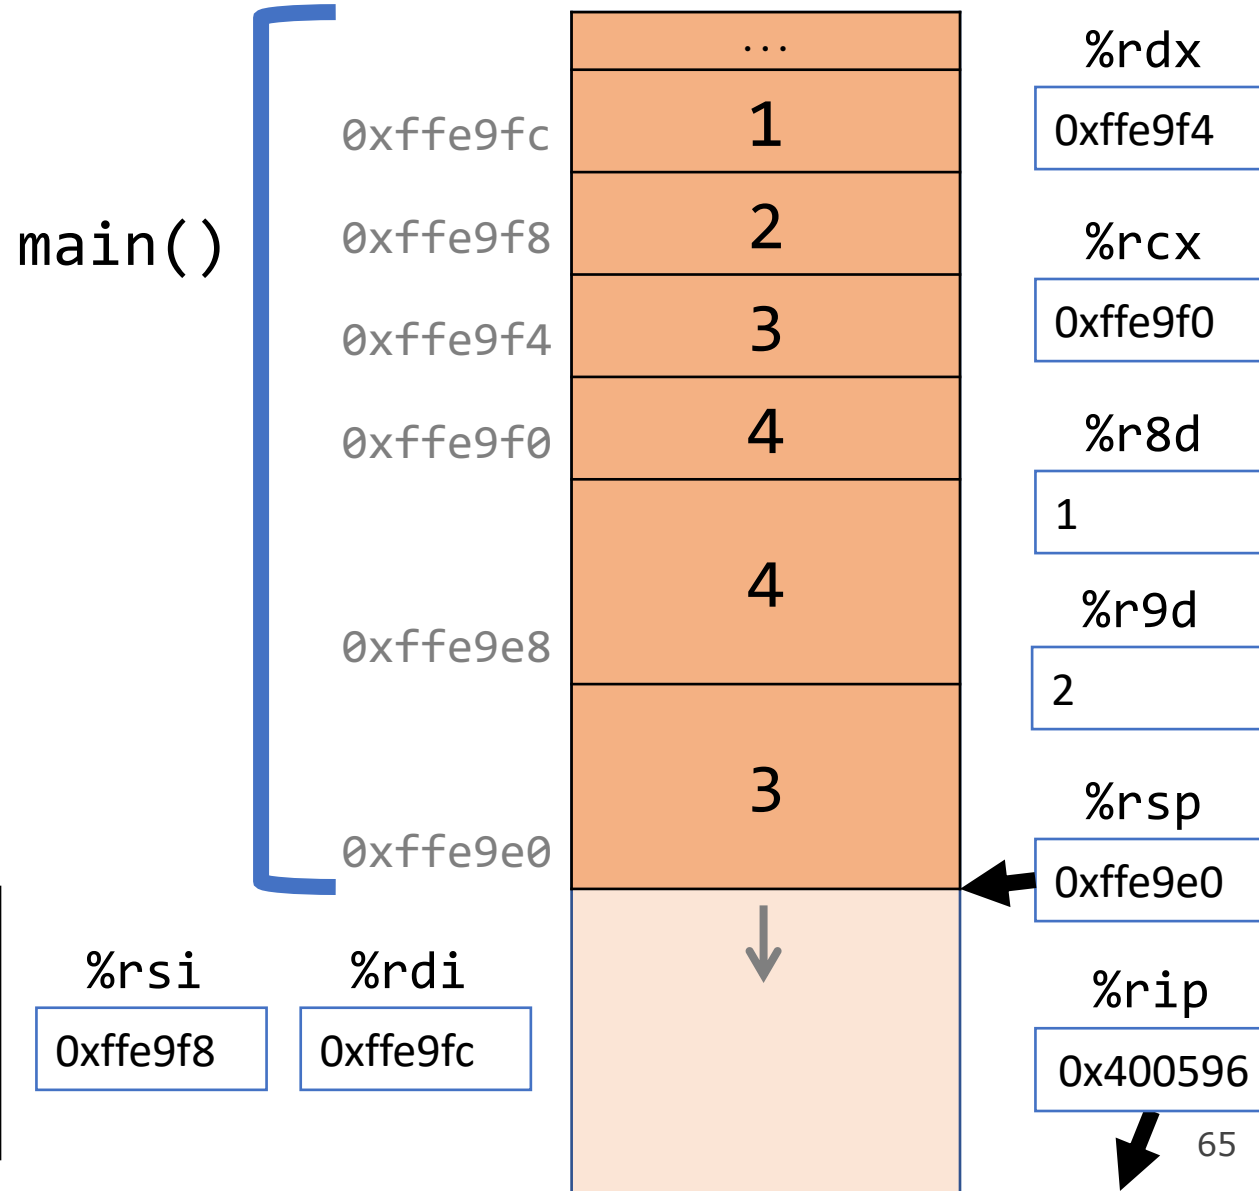 ...
%rdx
0xffe9fc
1
0xffe9f4
main()
0xffe9f8
2
%rcx
0xffe9f4
3
0xffe9f0
0xffe9f0
4
%r8d
1
4
%r9d
0xffe9e8
2
3
%rsp
0xffe9e0
0xffe9e0
%rsi
%rdi
%rip
0xffe9f8
0xffe9fc
0x400596
65